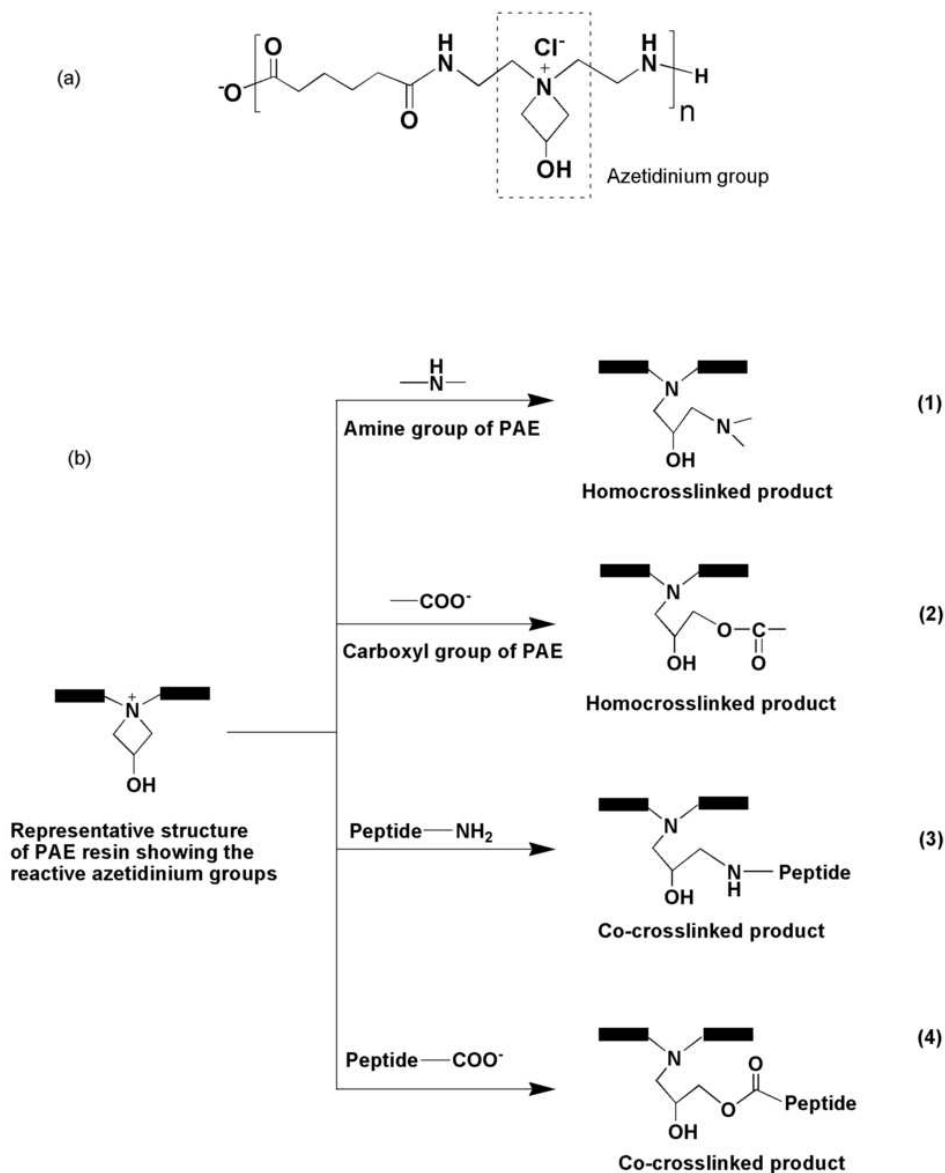 (a)
O
-O
O
H
N
Cl-
+
N
OH
H
N
H
n
Azetidinium group
(b)
H
N
Amine group of PAE
N
N
OH
Homocrosslinked product
(1)
—COO-
Carboxyl group of PAE
N
O—C—
OH
O
Homocrosslinked product
(2)
+
N
OH
Representative structure
of PAE resin showing the
reactive azetidinium groups
Peptide—NH2
N
N—Peptide
H
OH
Co-crosslinked product
(3)
Peptide—COO-
N
O
O
Peptide
OH
Co-crosslinked product
(4)